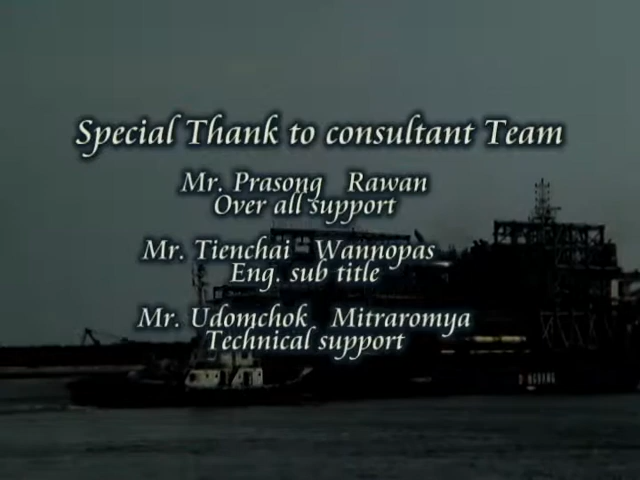 Special Thank to consultant Team
Mr. Prasong Rawan
Over all support
Mr. Tienchai Wannopas
Eng. sub title
Mr. Udomchok Mitraromya
Technical support